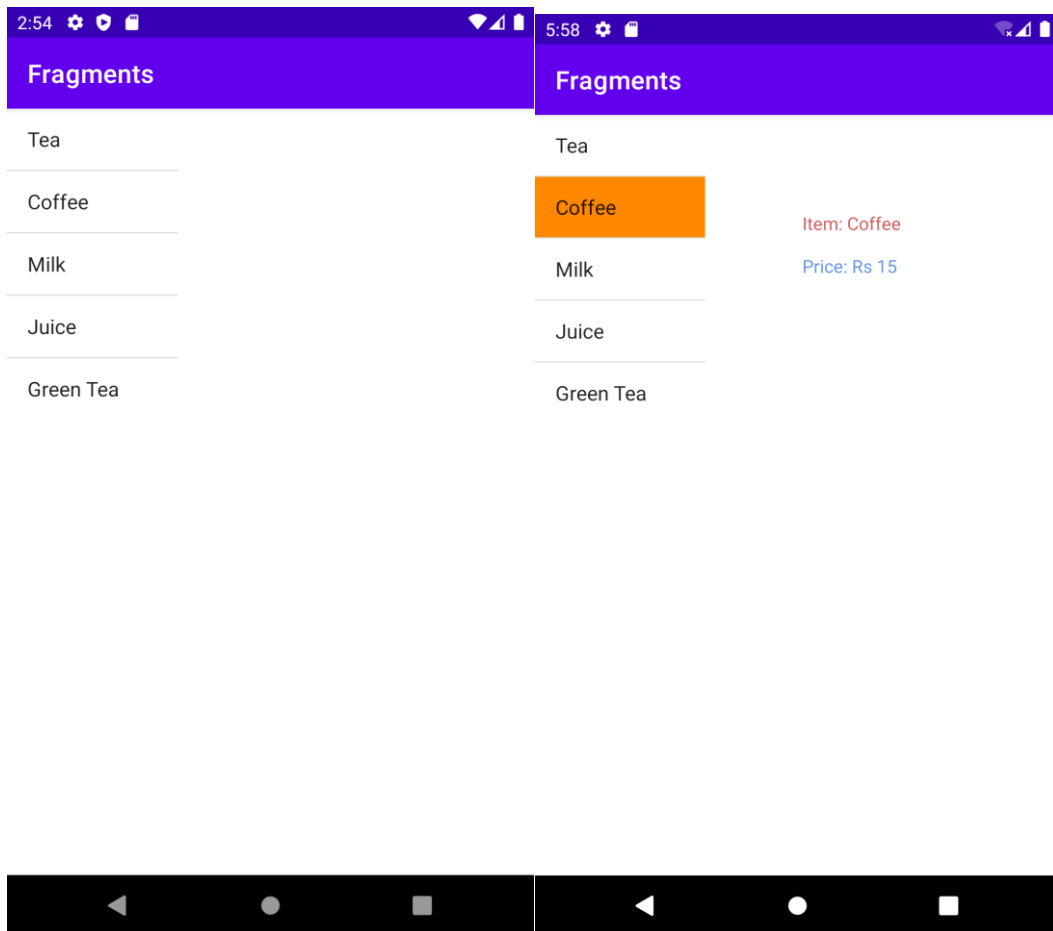 2:54
Fragments
Tea
Coffee
Milk
Juice
Green Tea
5:58
Fragments
Tea
Coffee
Milk
Juice
Green Tea
Item: Coffee
Price: Rs 15